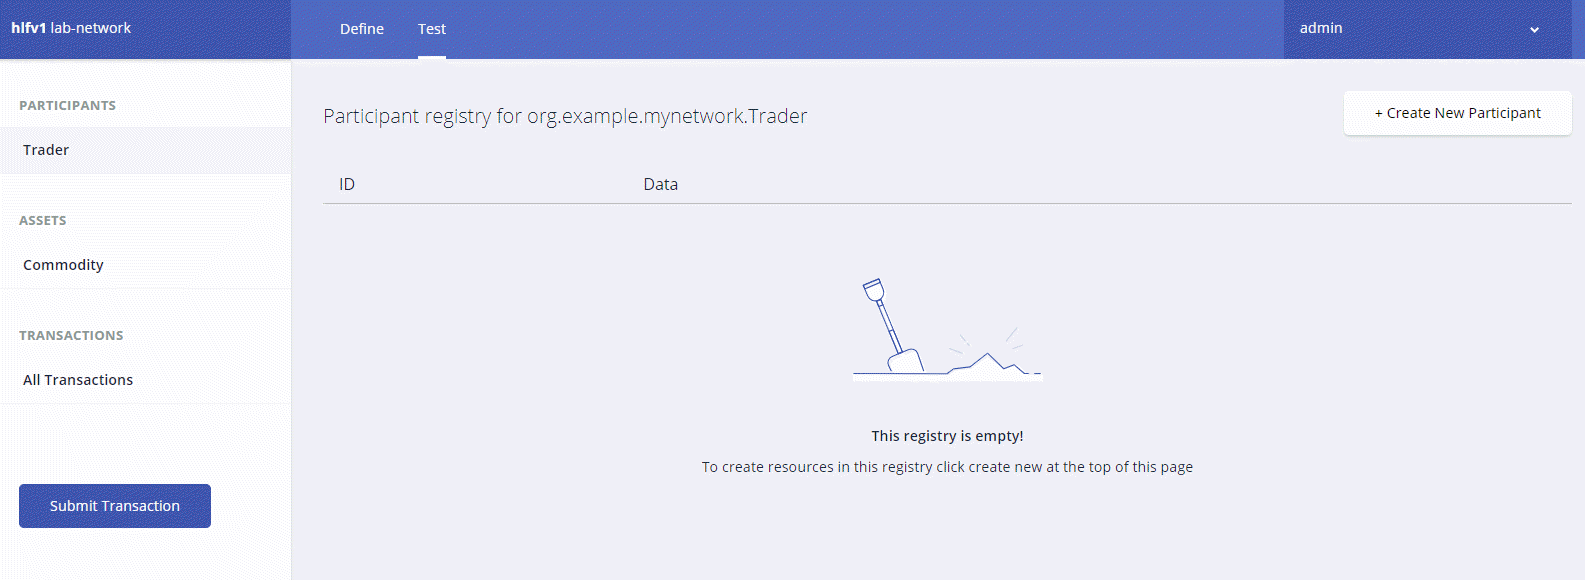 hlfv1 lab-network
Define
Test
admin
PARTICIPANTS
Trader
ASSETS
Commodity
TRANSACTIONS
All Transactions
Submit Transaction
Participant registry for org.example.mynetwork.Trader
+ Create New Participant
ID
Data
This registry is empty!
To create resources in this registry click create new at the top of this page